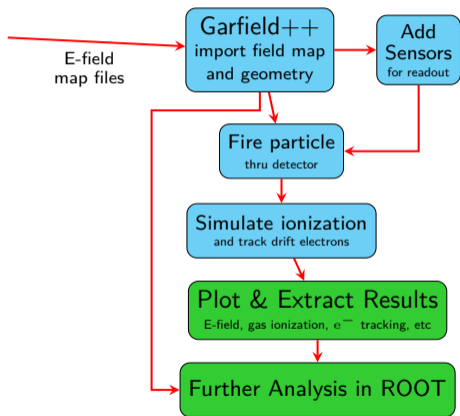 E-field
map files
Garfield++
import field map
and geometry
Add
Sensors
for readout
Fire particle
thru detector
Simulate ionization
and track drift electrons
Plot & Extract Results
E-field, gas ionization, e⁻ tracking, etc
Further Analysis in ROOT